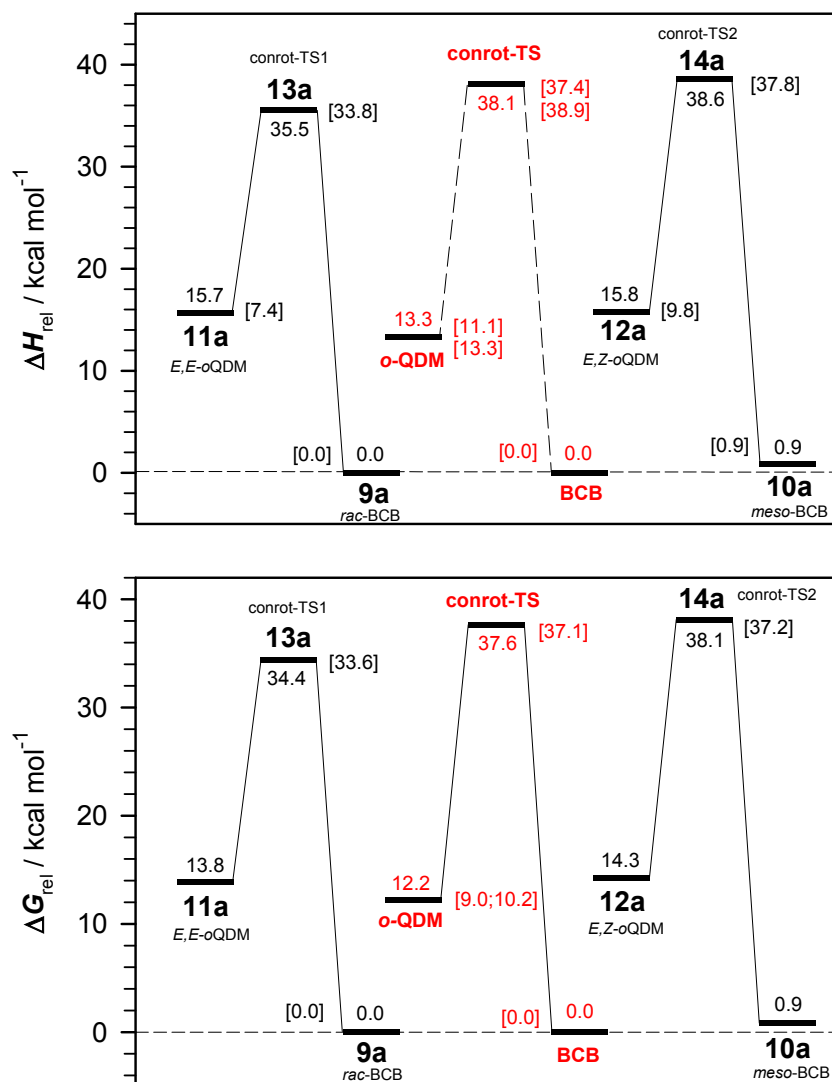 conrot-TS1
conrot-TS
conrot-TS2
13a
14a
40
[33.8]
[37.4]
[38.9]
[37.8]
35.5
38.1
38.6
30
ΔH_rel / kcal mol⁻¹
20
15.7
15.8
[7.4]
13.3
[11.1]
[13.3]
[9.8]
11a
o-QDM
12a
E,E-oQDM
E,Z-oQDM
10
[0.0]
0.0
[0.0]
0.0
[0.9]
0.9
0
9a
BCB
10a
rac-BCB
meso-BCB
conrot-TS1
conrot-TS
14a
conrot-TS2
40
13a
[33.6]
[37.1]
[37.2]
34.4
37.6
38.1
30
ΔG_rel / kcal mol⁻¹
20
13.8
12.2
14.3
[9.0;10.2]
11a
o-QDM
12a
E,E-oQDM
E,Z-oQDM
10
[0.0]
0.0
[0.0]
0.0
0.9
0
9a
BCB
10a
rac-BCB
meso-BCB